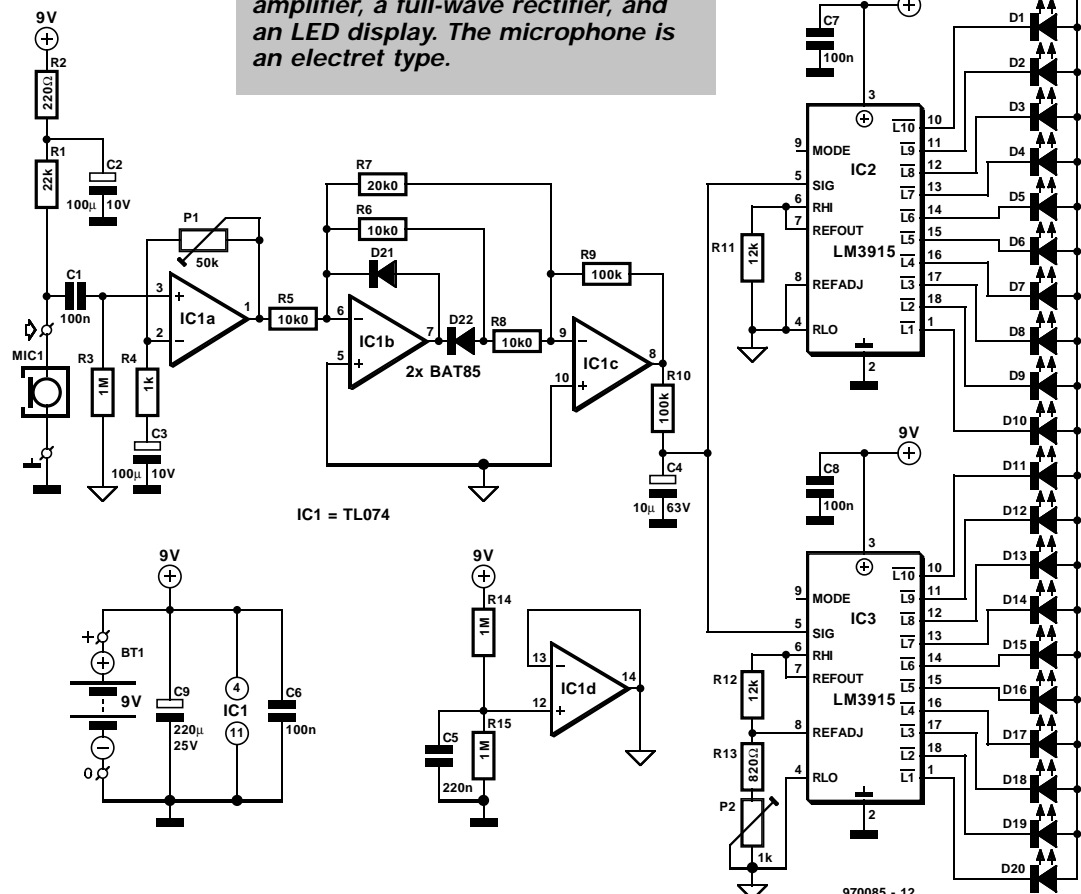 amplifier, a full-wave rectifier, and
an LED display. The microphone is
an electret type.
9V
R2
220Ω
R1
22k
C2
100µ 10V
P1
50k
C1
100n
3
2
1
IC1a
MIC1
R3
1M
R4
1k
C3
100µ 10V
R5
10k0
R7
20k0
R6
10k0
D21
6
5
7
IC1b
D22
2x BAT85
R8
10k0
R9
100k
9
10
8
IC1c
R10
100k
C4
10µ 63V
IC1 = TL074
C7
100n
3
9 MODE
5 SIG
6 RHI
7 REFOUT
8 REFADJ
4 RLO
2
IC2
LM3915
R11
12k
L10 10
L9 11
L8 12
L7 13
L6 14
L5 15
L4 16
L3 17
L2 18
L1 1
D1
D2
D3
D4
D5
D6
D7
D8
D9
D10
9V
C8
100n
3
9 MODE
5 SIG
6 RHI
7 REFOUT
8 REFADJ
4 RLO
2
IC3
LM3915
R12
12k
R13
820Ω
P2
1k
L10 10
L9 11
L8 12
L7 13
L6 14
L5 15
L4 16
L3 17
L2 18
L1 1
D11
D12
D13
D14
D15
D16
D17
D18
D19
D20
9V
BT1
9V
0
C9
220µ
25V
4
IC1
11
C6
100n
9V
R14
1M
R15
1M
C5
220n
13
12
14
IC1d
970085 - 12